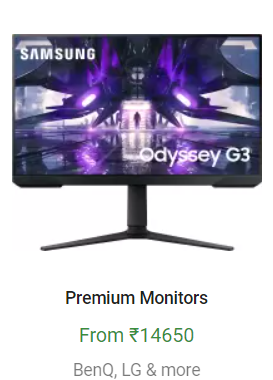 SAMSUNG
Odyssey G3
Premium Monitors
From ₹14650
BenQ, LG & more